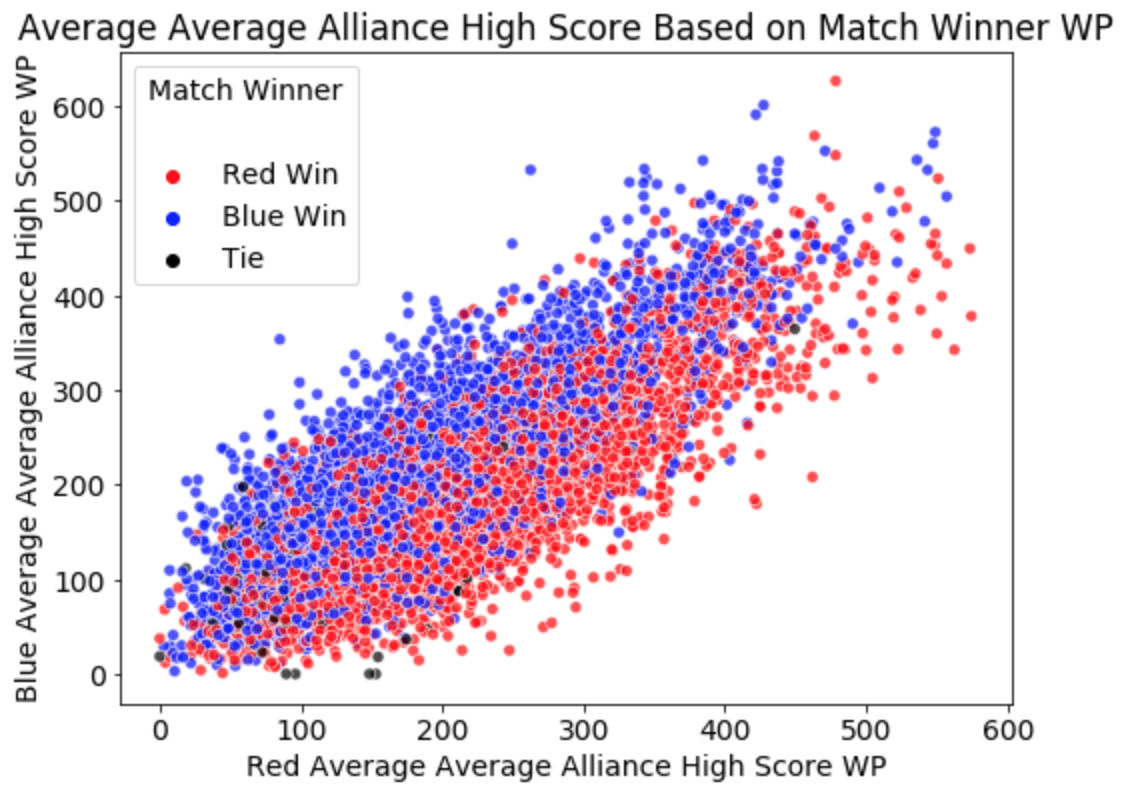 Average Average Alliance High Score Based on Match Winner WP
Blue Average Average Alliance High Score WP
600
500
400
300
200
100
0
Match Winner
Red Win
Blue Win
Tie
0 100 200 300 400 500 600
Red Average Average Alliance High Score WP